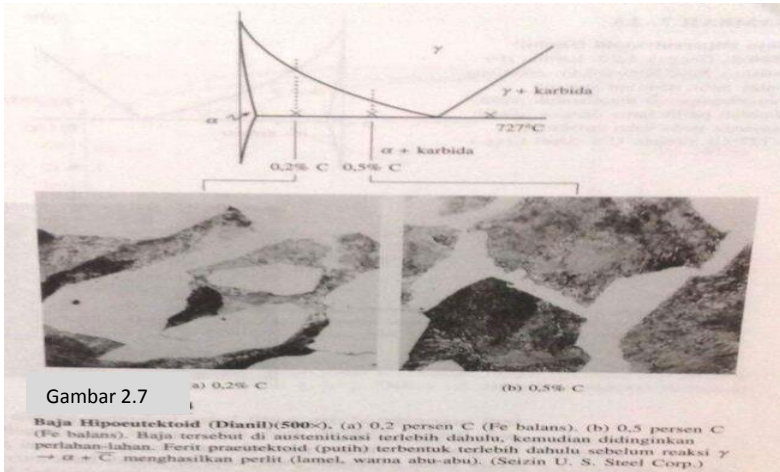 γ
γ + karbida
α
727°C
α + karbida
0,2% C 0,5% C
a) 0,2% C
(b) 0,5% C
Gambar 2.7
Baja Hipoeutektoid (Dianil)(500×). (a) 0,2 persen C (Fe balans). (b) 0,5 persen C
(Fe balans). Baja tersebut di austenitisasi terlebih dahulu, kemudian didinginkan
perlahan-lahan. Ferit praeutektoid (putih) terbentuk terlebih dahulu sebelum reaksi γ
→ α + C̅ menghasilkan perlit (lamel, warna abu-abu). (Seizin U. S. Steel Corp.)